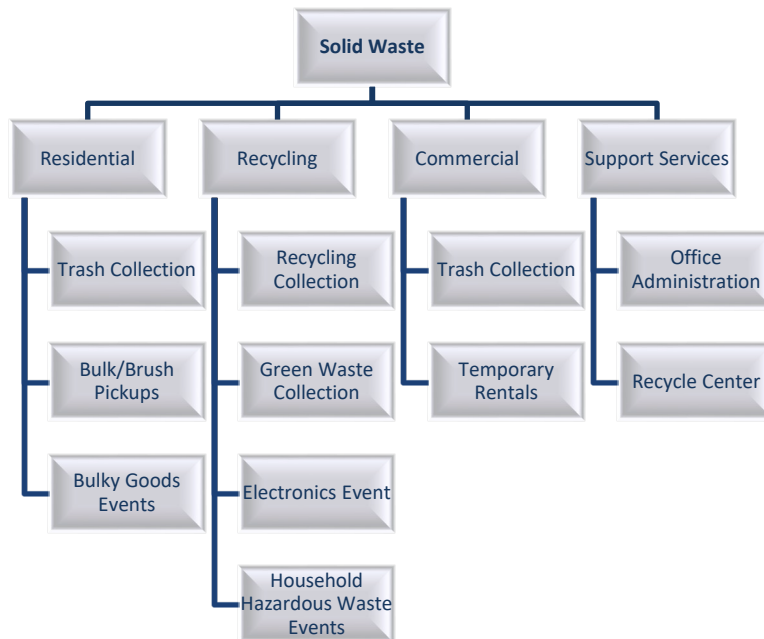 Solid Waste
Residential
Recycling
Commercial
Support Services
Trash Collection
Recycling
Collection
Trash Collection
Office
Administration
Bulk/Brush
Pickups
Green Waste
Collection
Temporary
Rentals
Recycle Center
Bulky Goods
Events
Electronics Event
Household
Hazardous Waste
Events